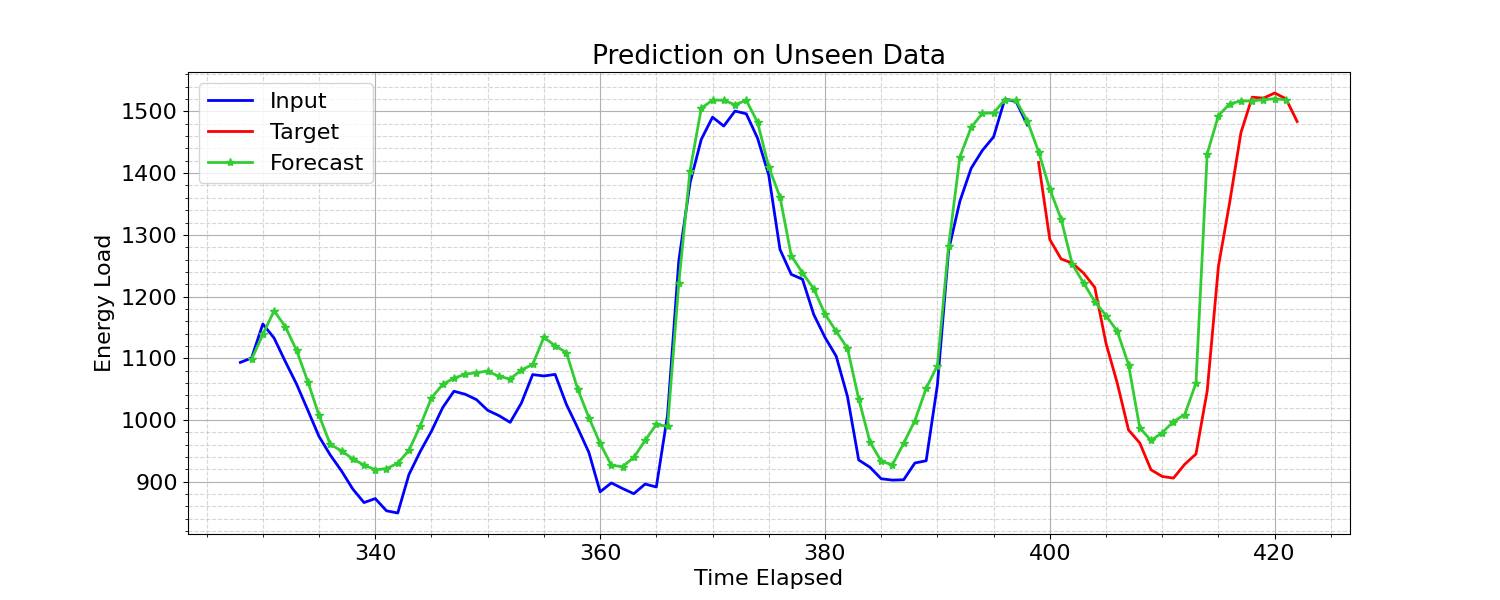 Prediction on Unseen Data
Input
Target
Forecast
1500
1400
1300
1200
1100
1000
900
Energy Load
340
360
380
400
420
Time Elapsed